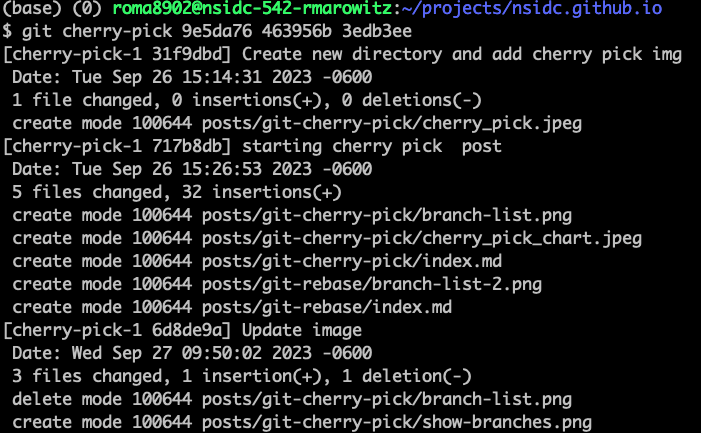 (base) (0) roma8902@nsidc-542-rmarowitz:~/projects/nsidc.github.io
$ git cherry-pick 9e5da76 463956b 3edb3ee
[cherry-pick-1 31f9dbd] Create new directory and add cherry pick img
 Date: Tue Sep 26 15:14:31 2023 -0600
 1 file changed, 0 insertions(+), 0 deletions(-)
 create mode 100644 posts/git-cherry-pick/cherry_pick.jpeg
[cherry-pick-1 717b8db] starting cherry pick  post
 Date: Tue Sep 26 15:26:53 2023 -0600
 5 files changed, 32 insertions(+)
 create mode 100644 posts/git-cherry-pick/branch-list.png
 create mode 100644 posts/git-cherry-pick/cherry_pick_chart.jpeg
 create mode 100644 posts/git-cherry-pick/index.md
 create mode 100644 posts/git-rebase/branch-list-2.png
 create mode 100644 posts/git-rebase/index.md
[cherry-pick-1 6d8de9a] Update image
 Date: Wed Sep 27 09:50:02 2023 -0600
 3 files changed, 1 insertion(+), 1 deletion(-)
 delete mode 100644 posts/git-cherry-pick/branch-list.png
 create mode 100644 posts/git-cherry-pick/show-branches.png